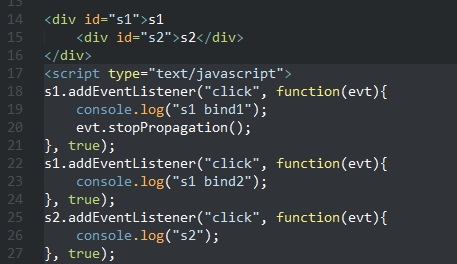 14 <div id="s1">s1
15     <div id="s2">s2</div>
16 </div>
17 <script type="text/javascript">
18 s1.addEventListener("click", function(evt){
19     console.log("s1 bind1");
20     evt.stopPropagation();
21 }, true);
22 s1.addEventListener("click", function(evt){
23     console.log("s1 bind2");
24 }, true);
25 s2.addEventListener("click", function(evt){
26     console.log("s2");
27 }, true);